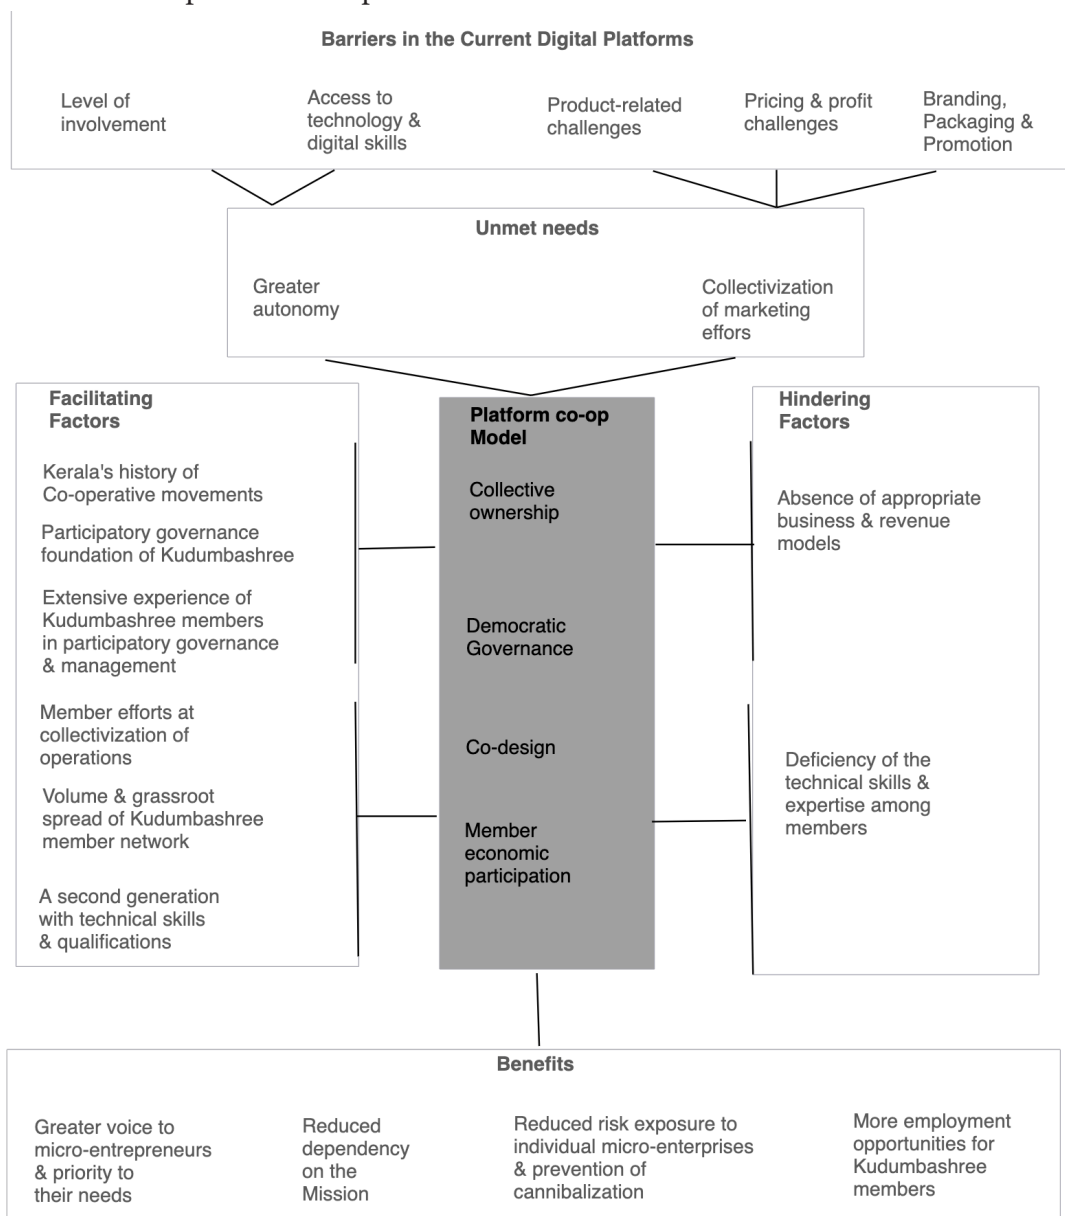 Barriers in the Current Digital Platforms
Level of
involvement
Access to
technology &
digital skills
Product-related
challenges
Pricing & profit
challenges
Branding,
Packaging &
Promotion
Unmet needs
Greater
autonomy
Collectivization
of marketing
effors
Facilitating
Factors
Kerala's history of
Co-operative movements
Participatory governance
foundation of Kudumbashree
Extensive experience of
Kudumbashree members
in participatory governance
& management
Member efforts at
collectivization of
operations
Volume & grassroot
spread of Kudumbashree
member network
A second generation
with technical skills
& qualifications
Platform co-op
Model
Collective
ownership
Democratic
Governance
Co-design
Member
economic
participation
Hindering
Factors
Absence of appropriate
business & revenue
models
Deficiency of the
technical skills &
expertise among
members
Benefits
Greater voice to
micro-entrepreneurs
& priority to
their needs
Reduced
dependency
on the
Mission
Reduced risk exposure to
individual micro-enterprises
& prevention of
cannibalization
More employment
opportunities for
Kudumbashree
members